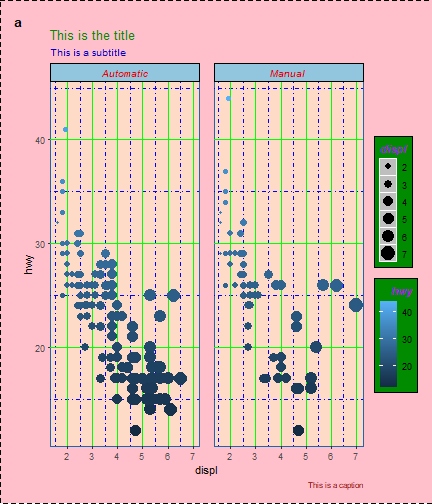 a
This is the title
This is a subtitle
Automatic
Manual
40
30
20
hwy
2 3 4 5 6 7
2 3 4 5 6 7
displ
displ
2
3
4
5
6
7
hwy
40
30
20
This is a caption